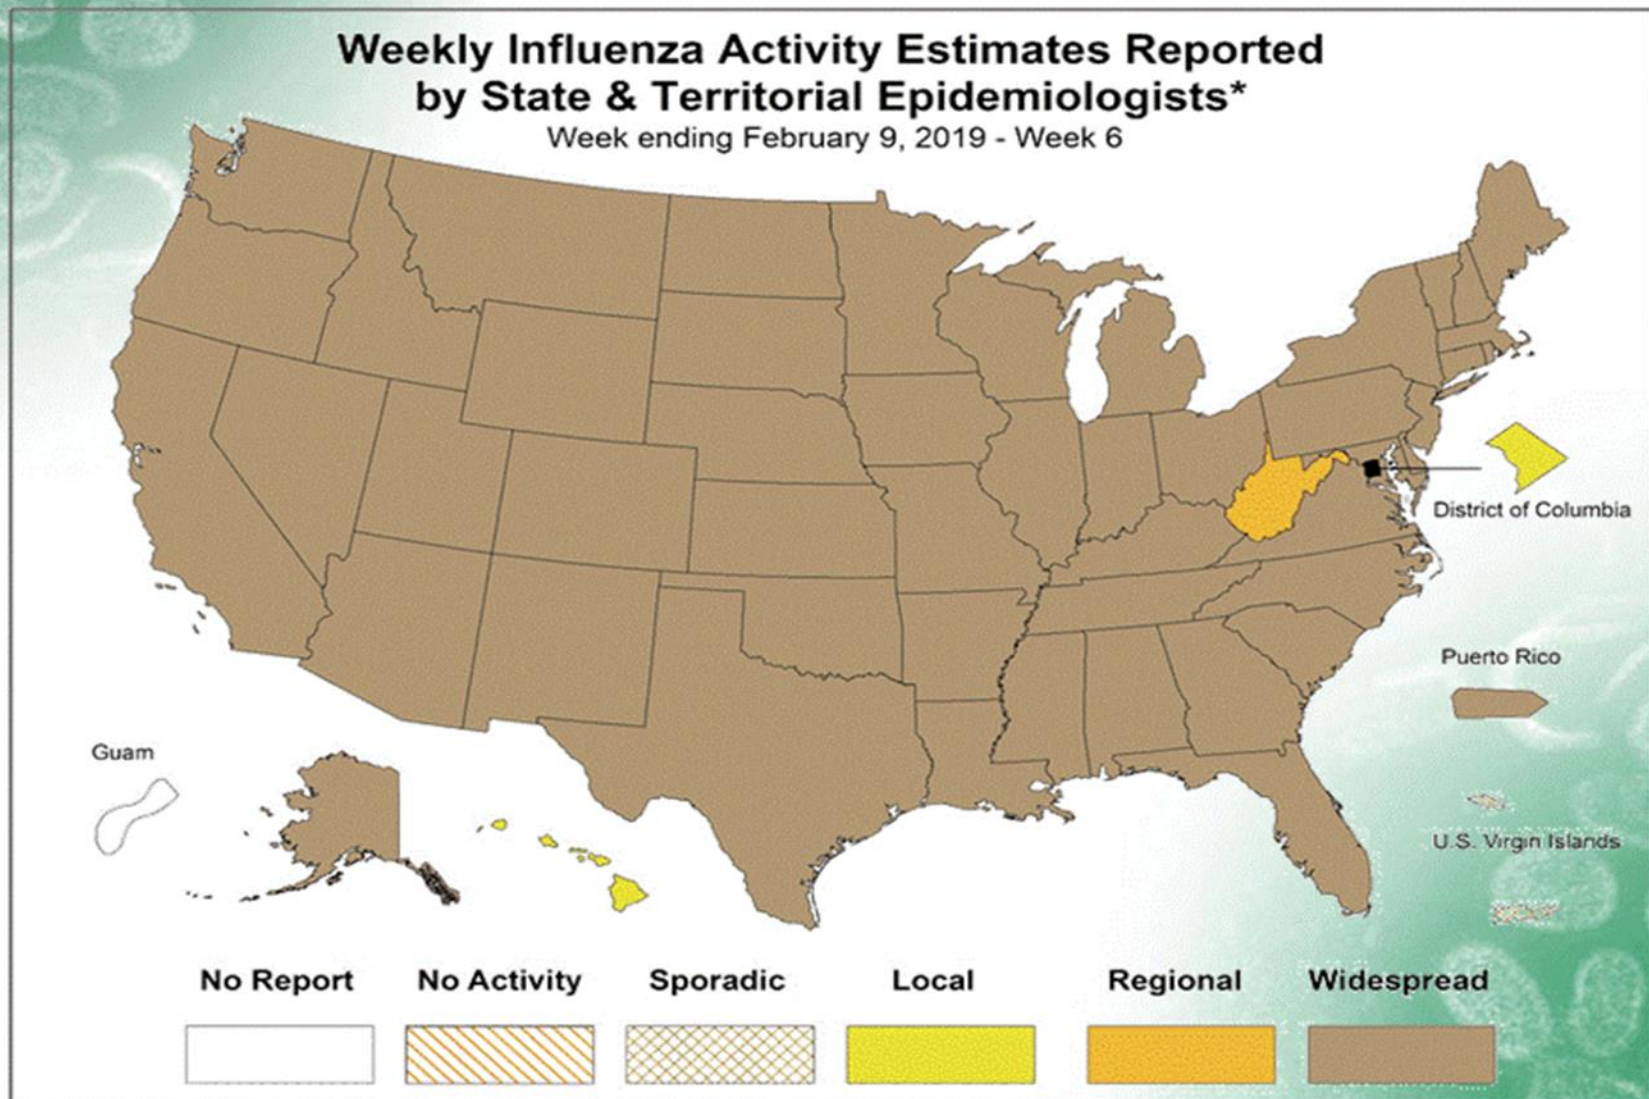 Weekly Influenza Activity Estimates Reported
by State & Territorial Epidemiologists*
Week ending February 9, 2019 - Week 6
District of Columbia
Puerto Rico
Guam
U.S. Virgin Islands
No Report No Activity Sporadic Local Regional Widespread